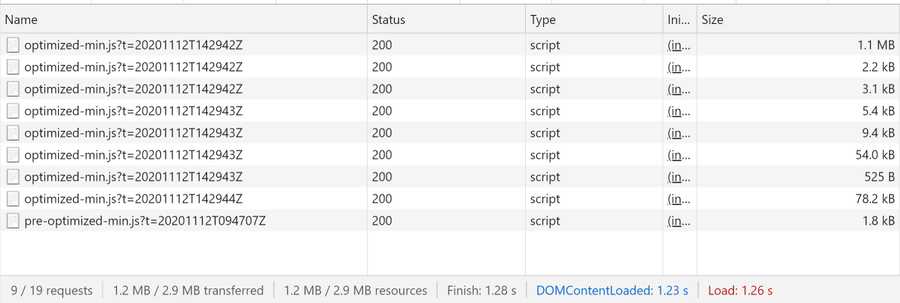 Name Status Type Ini... Size
optimized-min.js?t=20201112T142942Z 200 script (in... 1.1 MB
optimized-min.js?t=20201112T142942Z 200 script (in... 2.2 kB
optimized-min.js?t=20201112T142942Z 200 script (in... 3.1 kB
optimized-min.js?t=20201112T142943Z 200 script (in... 5.4 kB
optimized-min.js?t=20201112T142943Z 200 script (in... 9.4 kB
optimized-min.js?t=20201112T142943Z 200 script (in... 54.0 kB
optimized-min.js?t=20201112T142943Z 200 script (in... 525 B
optimized-min.js?t=20201112T142944Z 200 script (in... 78.2 kB
pre-optimized-min.js?t=20201112T094707Z 200 script (in... 1.8 kB
9 / 19 requests 1.2 MB / 2.9 MB transferred 1.2 MB / 2.9 MB resources Finish: 1.28 s DOMContentLoaded: 1.23 s Load: 1.26 s